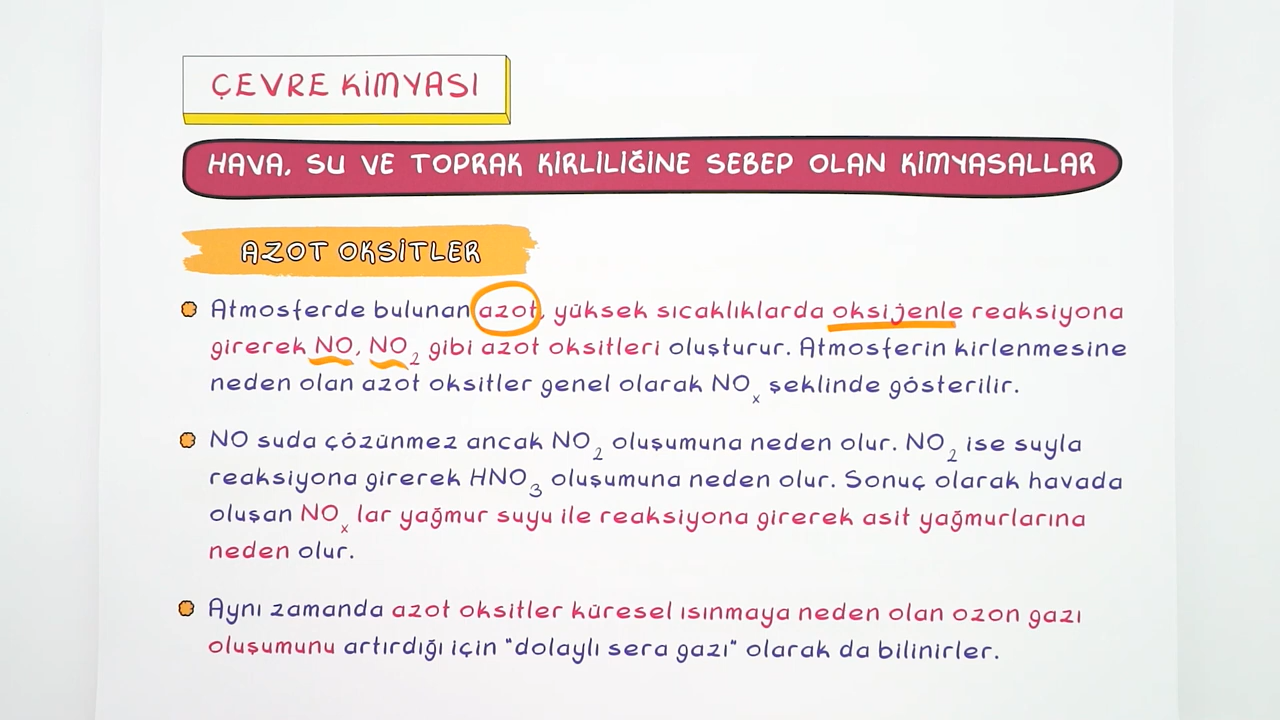 ÇEVRE KİMYASI
HAVA, SU VE TOPRAK KİRLİLİĞİNE SEBEP OLAN KİMYASALLAR
AZOT OKSİTLER
Atmosferde bulunan azot, yüksek sıcaklıklarda oksijenle reaksiyona
girerek NO, NO₂ gibi azot oksitleri oluşturur. Atmosferin kirlenmesine
neden olan azot oksitler genel olarak NOₓ şeklinde gösterilir.
NO suda çözünmez ancak NO₂ oluşumuna neden olur. NO₂ ise suyla
reaksiyona girerek HNO₃ oluşumuna neden olur. Sonuç olarak havada
oluşan NOₓ lar yağmur suyu ile reaksiyona girerek asit yağmurlarına
neden olur.
Aynı zamanda azot oksitler küresel ısınmaya neden olan ozon gazı
oluşumunu artırdığı için "dolaylı sera gazı" olarak da bilinirler.